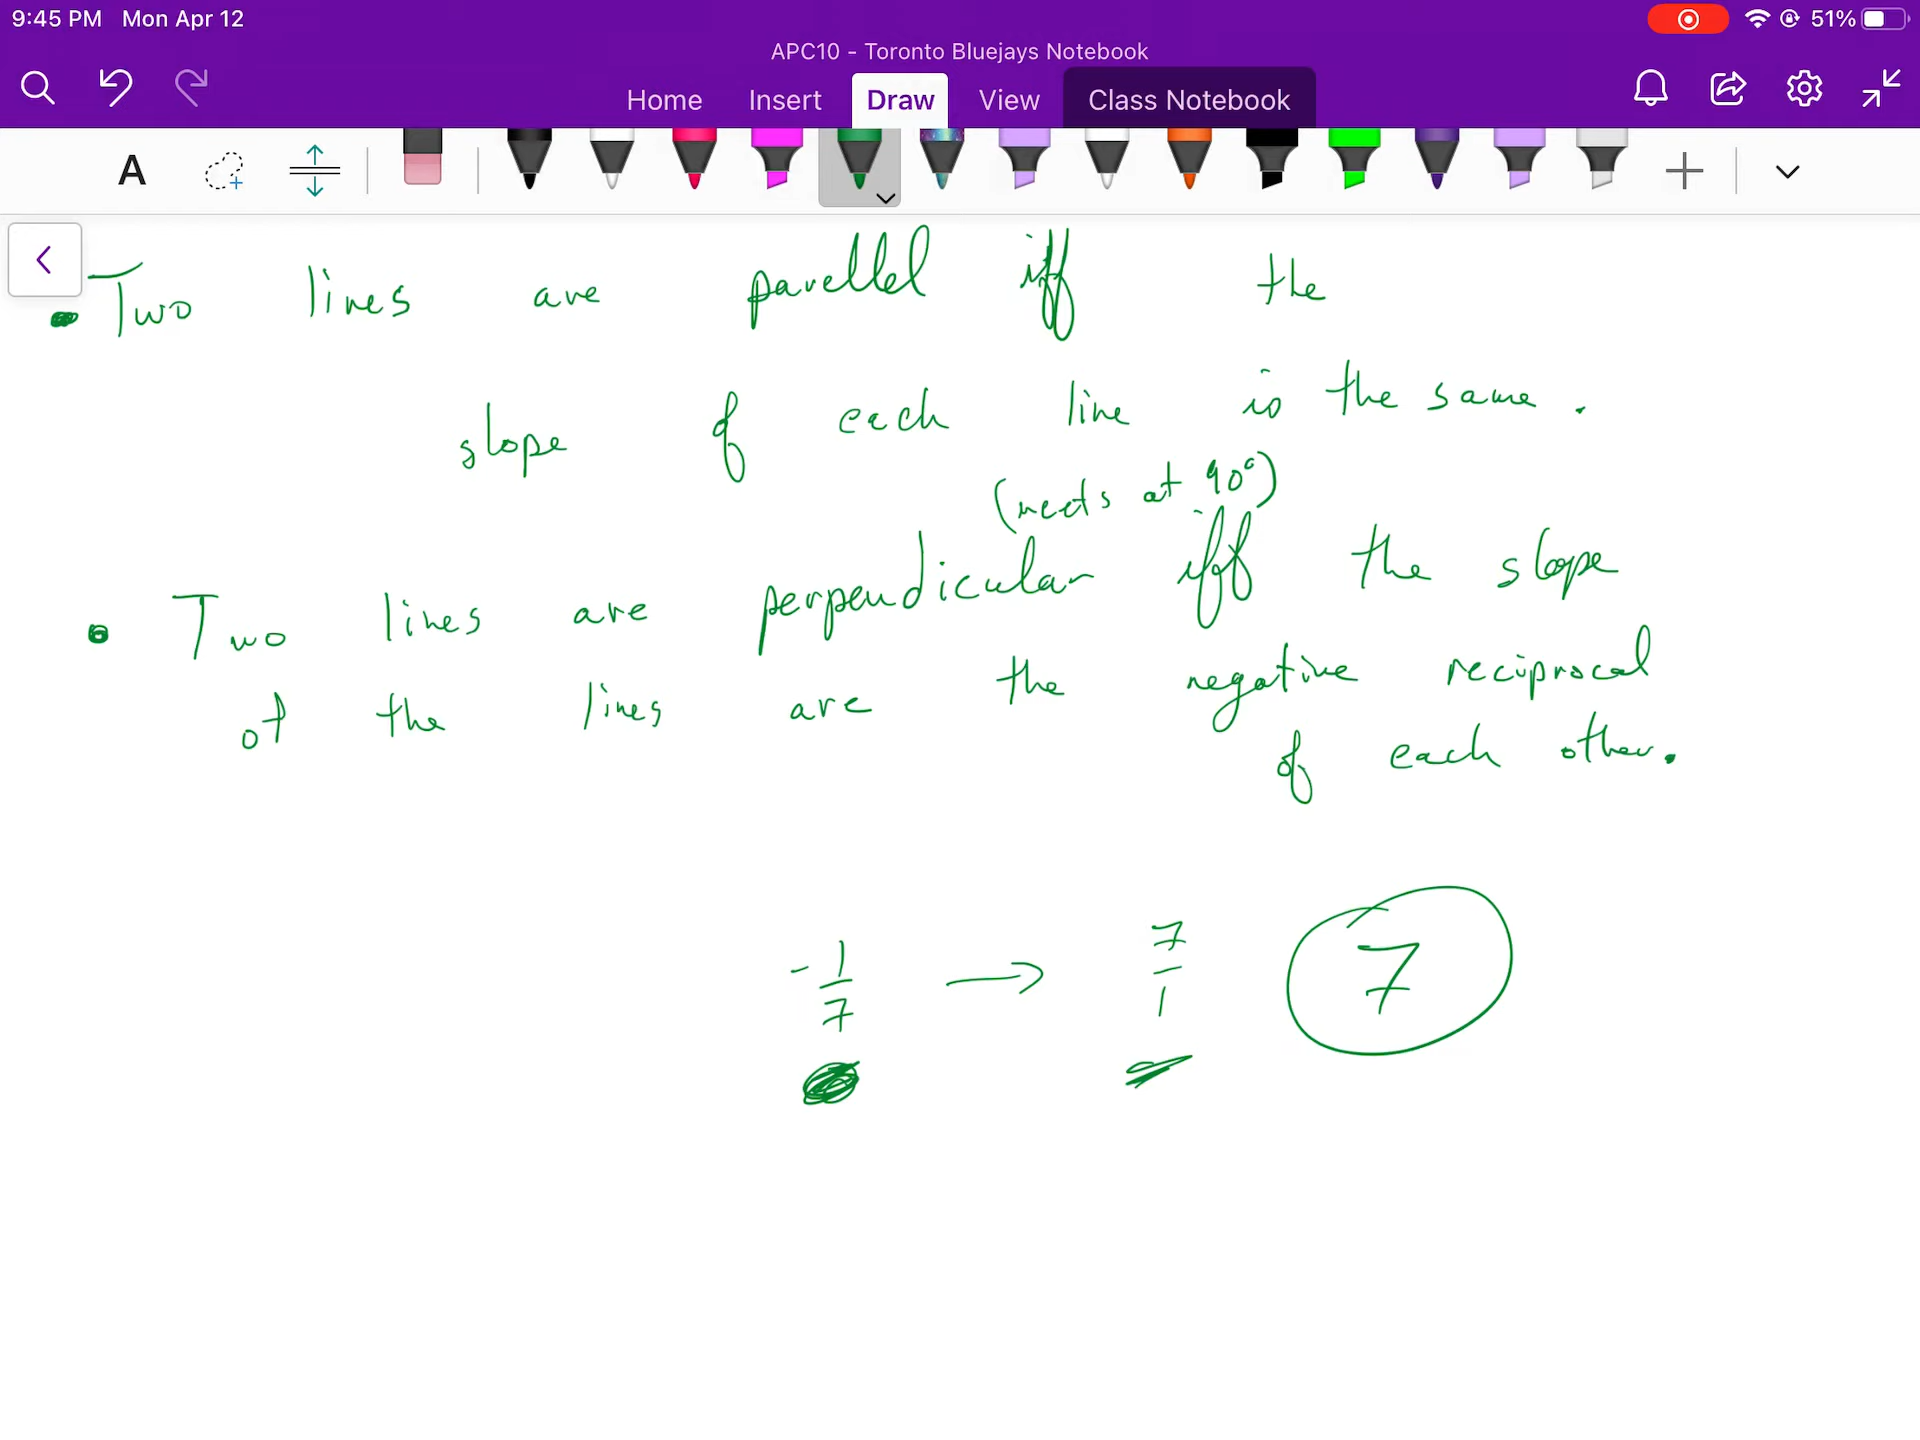 9:45 PM Mon Apr 12
51%
APC10 - Toronto Bluejays Notebook
Home Insert Draw View Class Notebook
A
• Two lines are parellel iff the
slope of each line is the same.
(meets at 90°)
• Two lines are perpendicular iff the slope
of the lines are the negative reciprocal
of each other.
-1/7 → 7/1 7